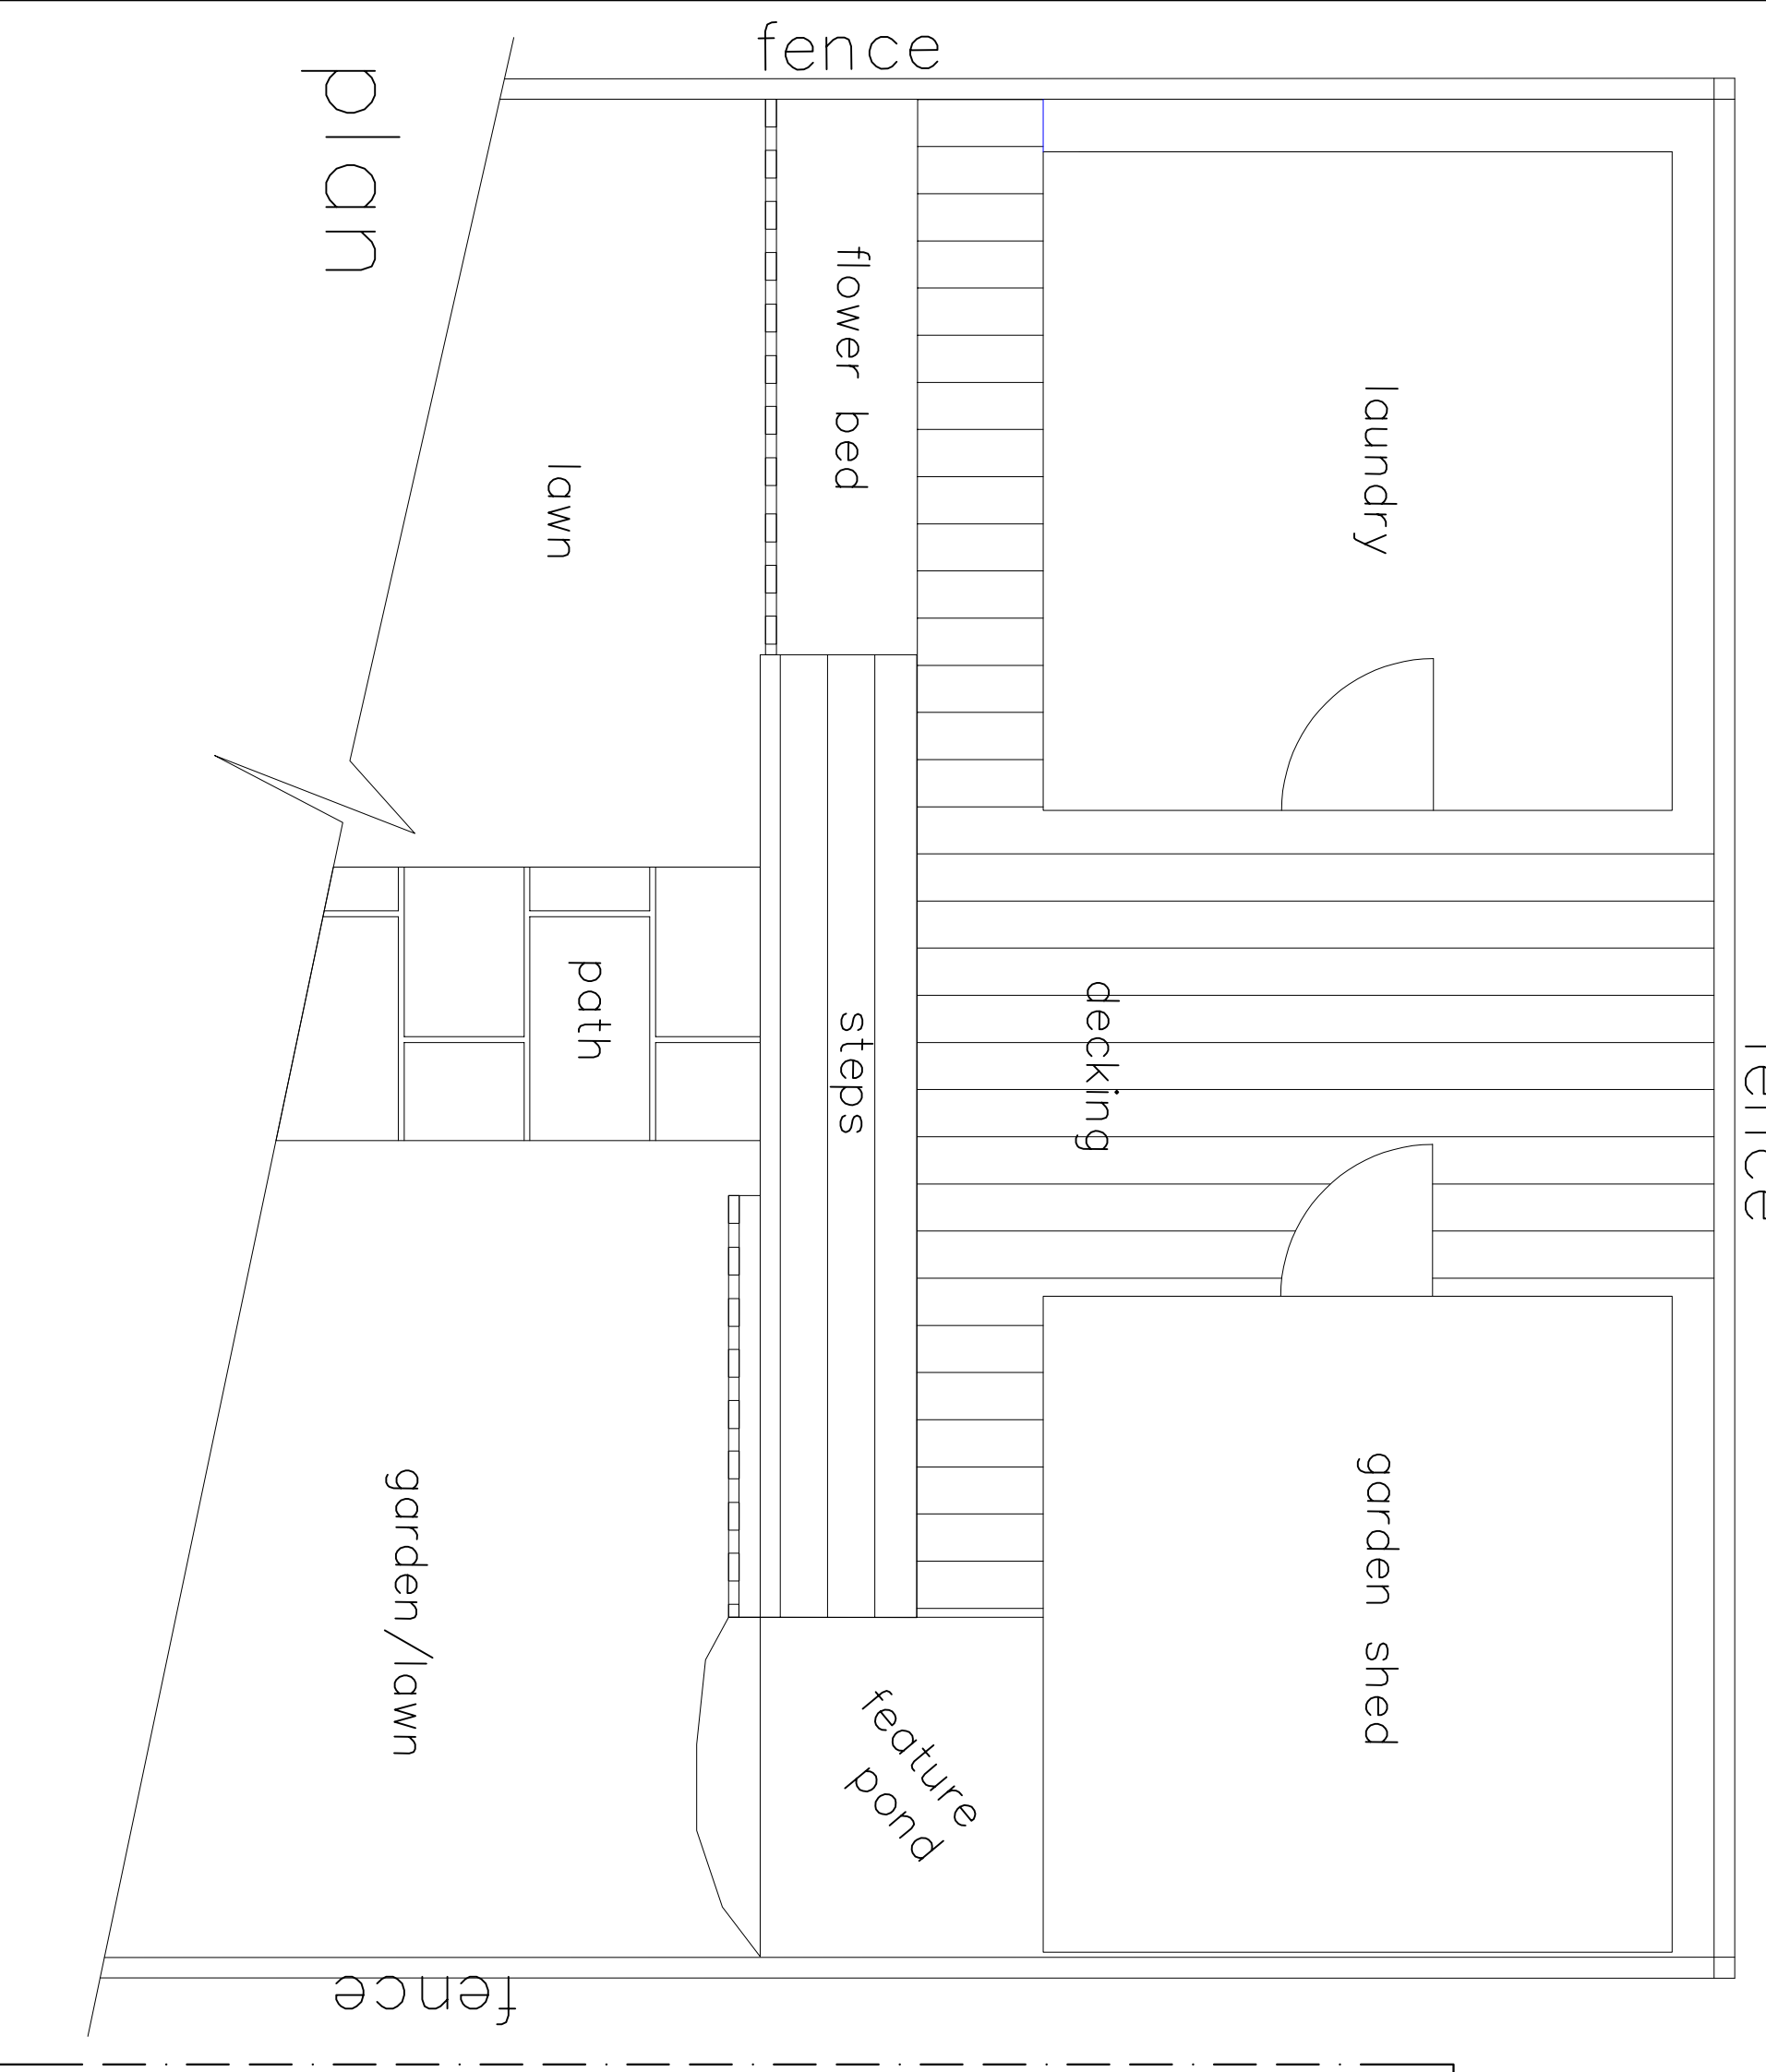 fence
plan
laundry
flower bed
lawn
fence
decking
steps
path
garden shed
feature
pond
garden/lawn
fence